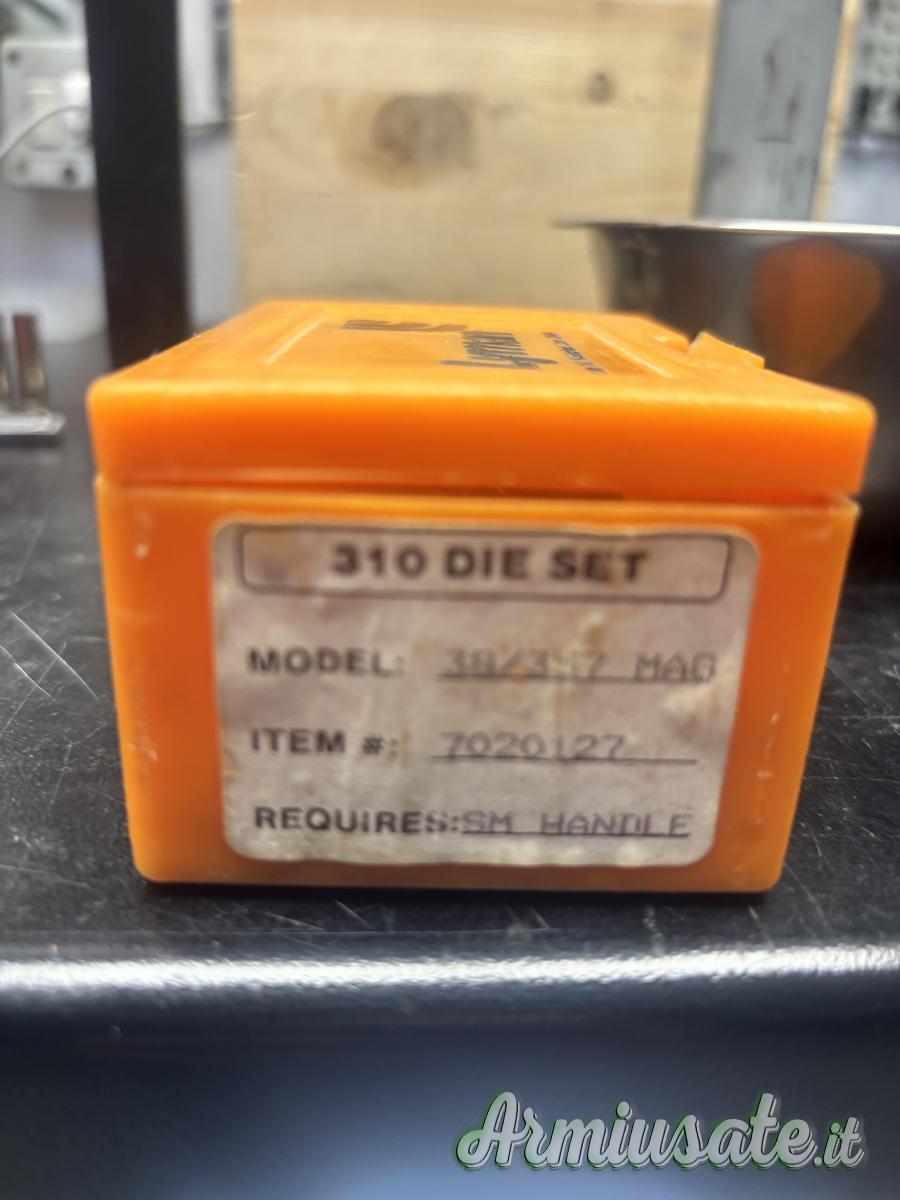 310 DIE SET
MODEL: 38/357 MAG
ITEM #: 7020127
REQUIRES: SM HANDLE
Armiusate.it